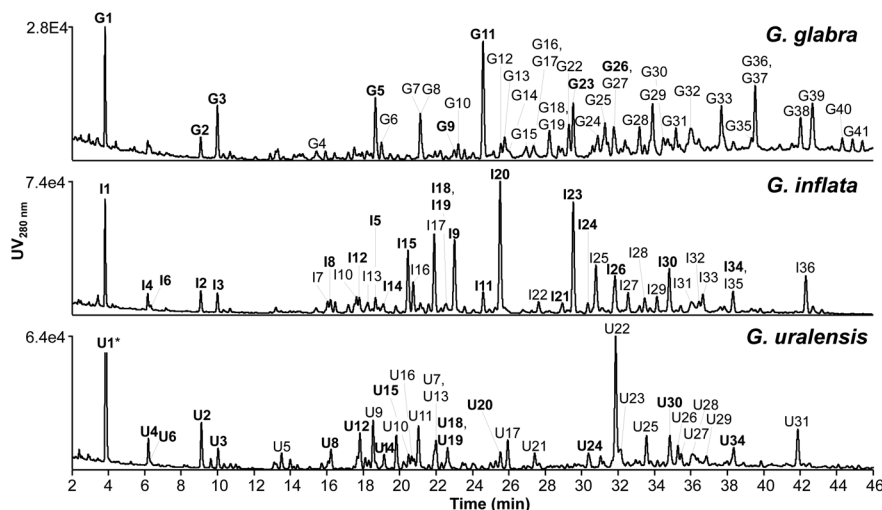 2.8E4
G1
G2
G3
G4
G5
G6
G7
G8
G9
G10
G11
G12
G13
G14
G15
G16,
G17
G18,
G19
G22
G23
G24
G25
G26,
G27
G28
G29
G30
G31
G32
G33
G35
G36,
G37
G38
G39
G40
G41
G. glabra
7.4e4
I1
I4
I6
I2
I3
I7
I8
I10
I12
I13
I5
I14
I15
I16
I18,
I19
I17
I9
I11
I20
I22
I21
I23
I24
I25
I26
I27
I28
I29
I30
I31
I32
I33
I34,
I35
I36
G. inflata
UV280 nm
6.4e4
U1*
U4
U6
U2
U3
U5
U8
U12
U9
U15
U14
U10
U16
U11
U7,
U13
U18,
U19
U20
U17
U21
U24
U22
U23
U25
U30
U26
U27
U28
U29
U34
U31
G. uralensis
2 4 6 8 10 12 14 16 18 20 22 24 26 28 30 32 34 36 38 40 42 44 46
Time (min)